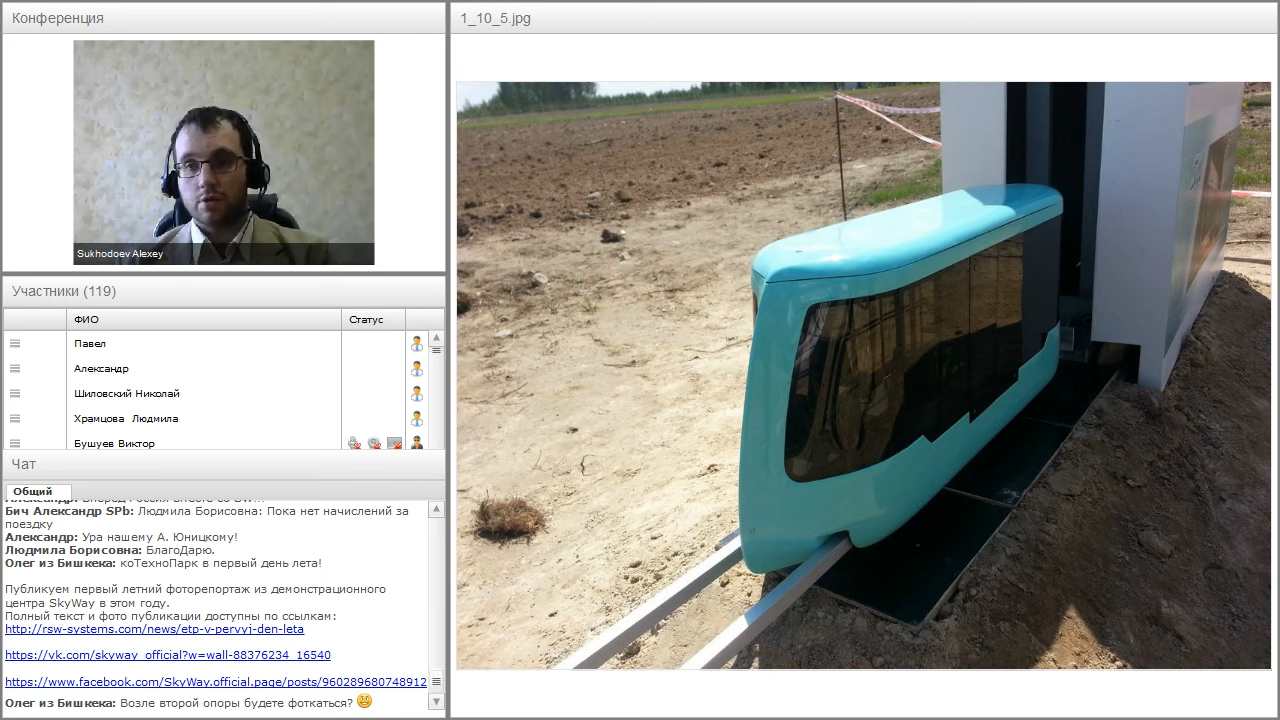 Конференция
Sukhodoev Alexey
Участники (119)
ФИО
Статус
Павел
Александр
Шиловский Николай
Храмцова Людмила
Бушуев Виктор
Чат
Общий
Бич Александр SPb: Людмила Борисовна: Пока нет начислений за
поездку
Александр: Ура нашему А. Юницкому!
Людмила Борисовна: БлагоДарю.
Олег из Бишкека: коТехноПарк в первый день лета!
Публикуем первый летний фоторепортаж из демонстрационного
центра SkyWay в этом году.
Полный текст и фото публикации доступны по ссылкам:
http://rsw-systems.com/news/etp-v-pervyj-den-leta
https://vk.com/skyway_official?w=wall-88376234_16540
https://www.facebook.com/SkyWay.official.page/posts/960289680748912
Олег из Бишкека: Возле второй опоры будете фоткаться?
1_10_5.jpg